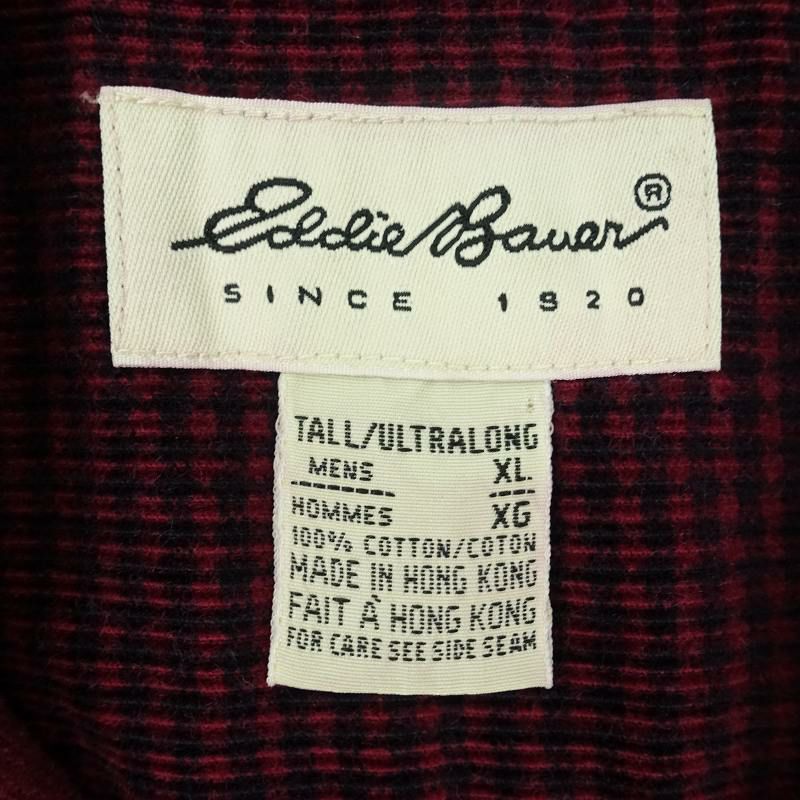 Eddie Bauer ®
SINCE 1920
TALL/ULTRALONG
MENS XL
HOMMES XG
100% COTTON/COTON
MADE IN HONG KONG
FAIT À HONG KONG
FOR CARE SEE SIDE SEAM